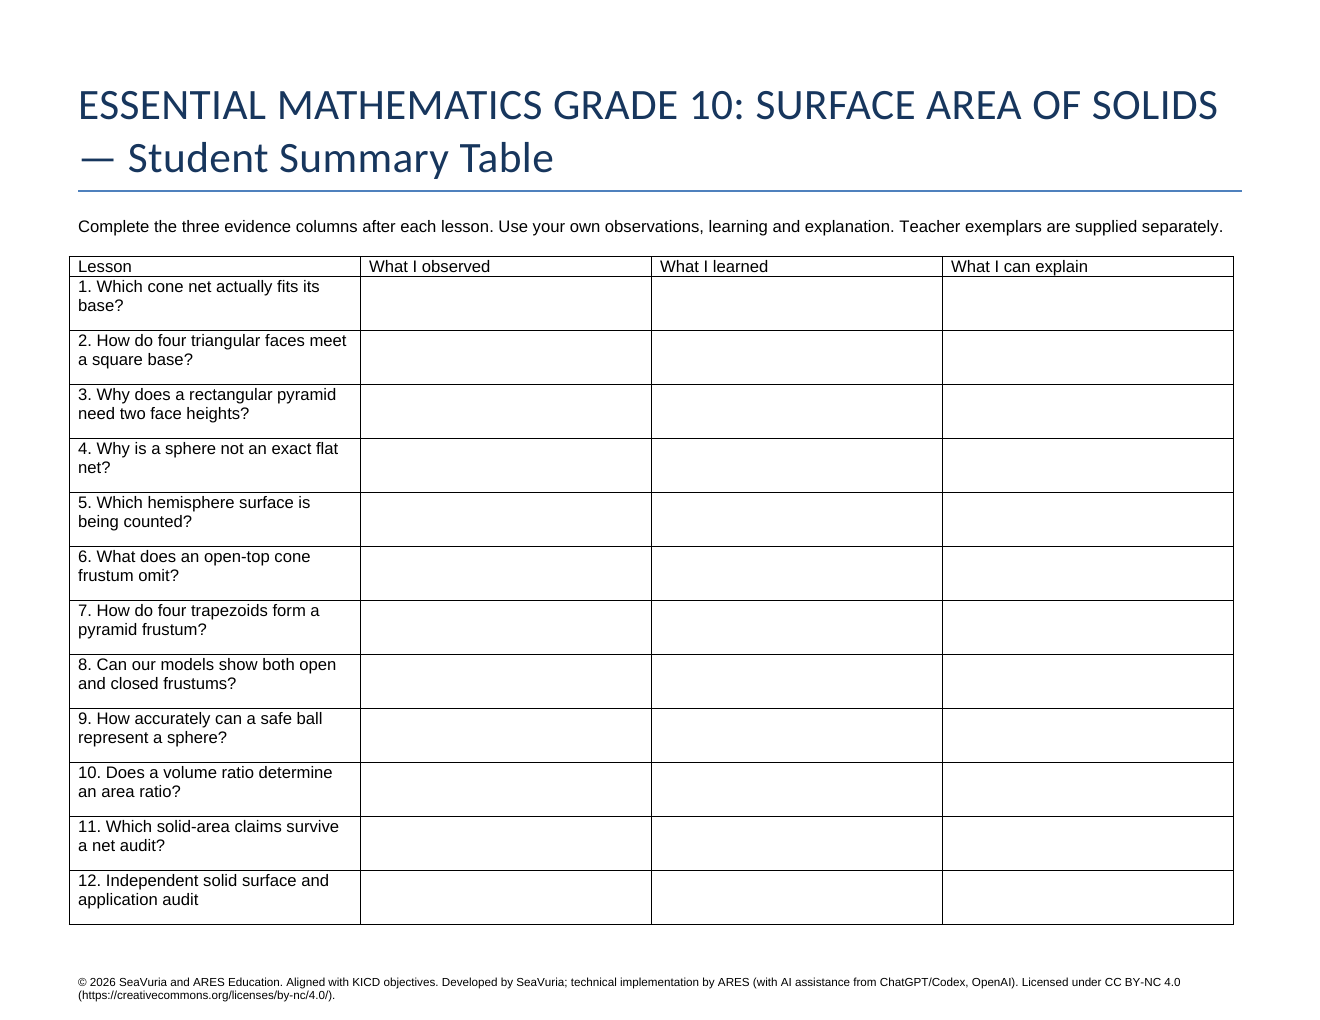 ESSENTIAL MATHEMATICS GRADE 10: SURFACE AREA OF SOLIDS
— Student Summary Table
Complete the three evidence columns after each lesson. Use your own observations, learning and explanation. Teacher exemplars are supplied separately.
Lesson What I observed What I learned What I can explain
1. Which cone net actually fits its
base?
2. How do four triangular faces meet
a square base?
3. Why does a rectangular pyramid
need two face heights?
4. Why is a sphere not an exact flat
net?
5. Which hemisphere surface is
being counted?
6. What does an open-top cone
frustum omit?
7. How do four trapezoids form a
pyramid frustum?
8. Can our models show both open
and closed frustums?
9. How accurately can a safe ball
represent a sphere?
10. Does a volume ratio determine
an area ratio?
11. Which solid-area claims survive
a net audit?
12. Independent solid surface and
application audit
© 2026 SeaVuria and ARES Education. Aligned with KICD objectives. Developed by SeaVuria; technical implementation by ARES (with AI assistance from ChatGPT/Codex, OpenAI). Licensed under CC BY-NC 4.0
(https://creativecommons.org/licenses/by-nc/4.0/).